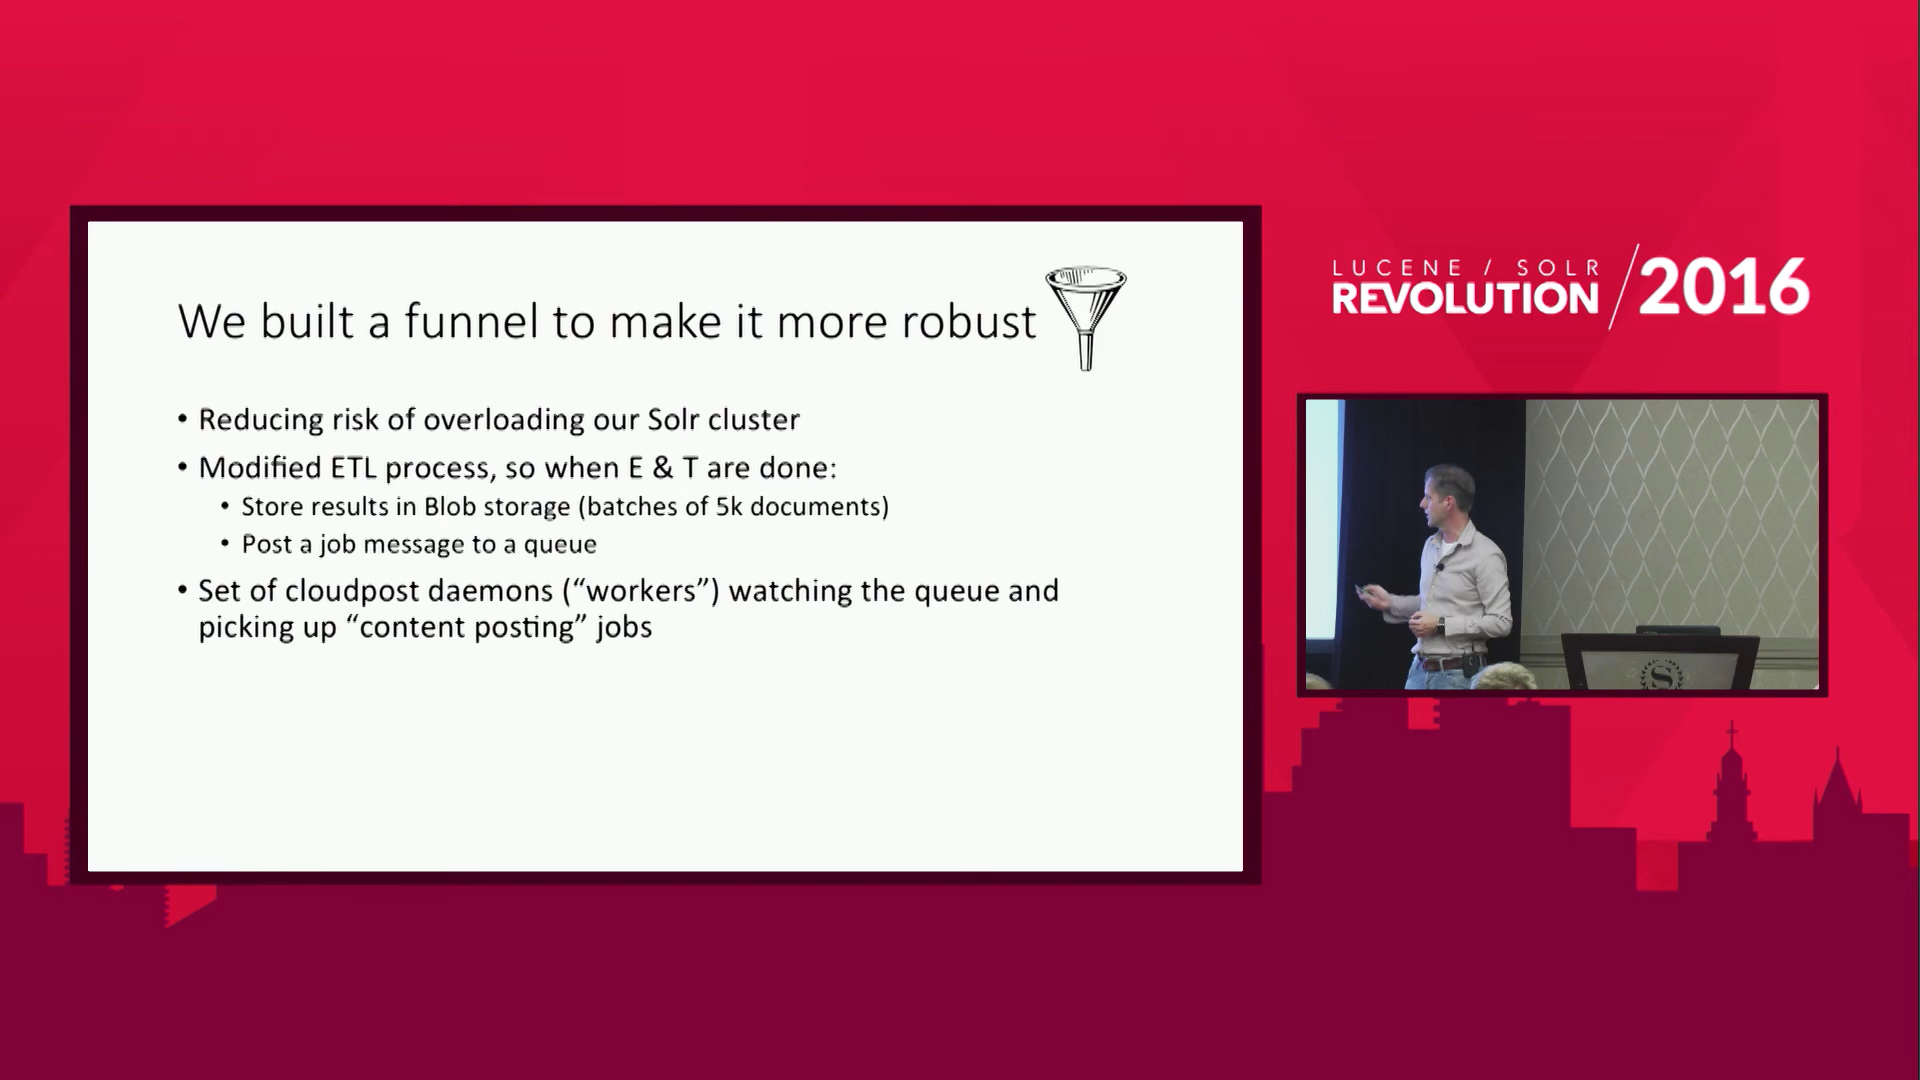 We built a funnel to make it more robust
• Reducing risk of overloading our Solr cluster
• Modified ETL process, so when E & T are done:
• Store results in Blob storage (batches of 5k documents)
• Post a job message to a queue
• Set of cloudpost daemons (“workers”) watching the queue and
picking up “content posting” jobs
LUCENE / SOLR
REVOLUTION / 2016
S